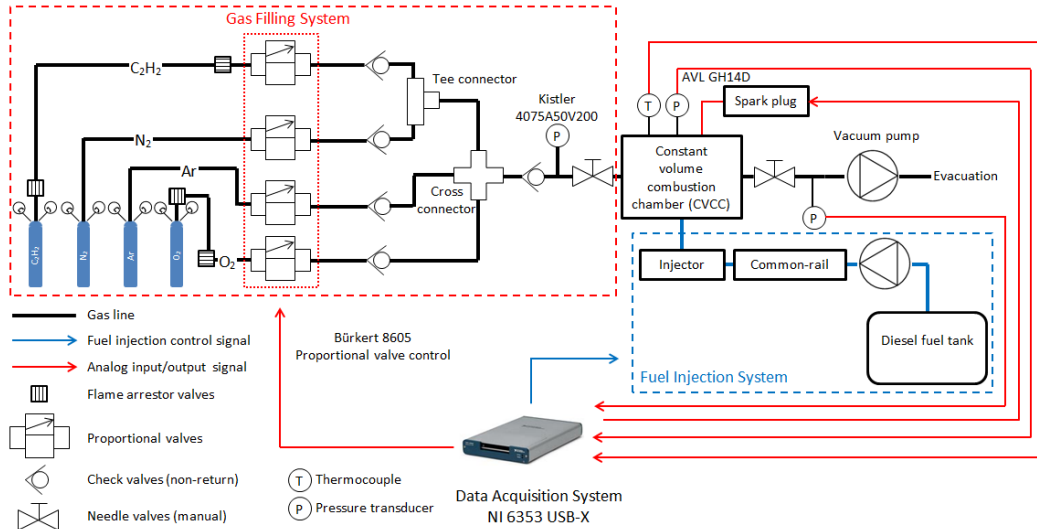 Gas Filling System
C₂H₂
Tee connector
N₂
Ar
Cross
connector
O₂
C₂H₂
N₂
Ar
O₂
Kistler
4075A50V200
P
T
P
AVL GH14D
Spark plug
Constant
volume
combustion
chamber (CVCC)
Vacuum pump
Evacuation
P
Injector
Common-rail
Diesel fuel tank
Fuel Injection System
Gas line
Fuel injection control signal
Analog input/output signal
Flame arrestor valves
Proportional valves
Check valves (non-return)
Needle valves (manual)
Bürkert 8605
Proportional valve control
T Thermocouple
P Pressure transducer
Data Acquisition System
NI 6353 USB-X